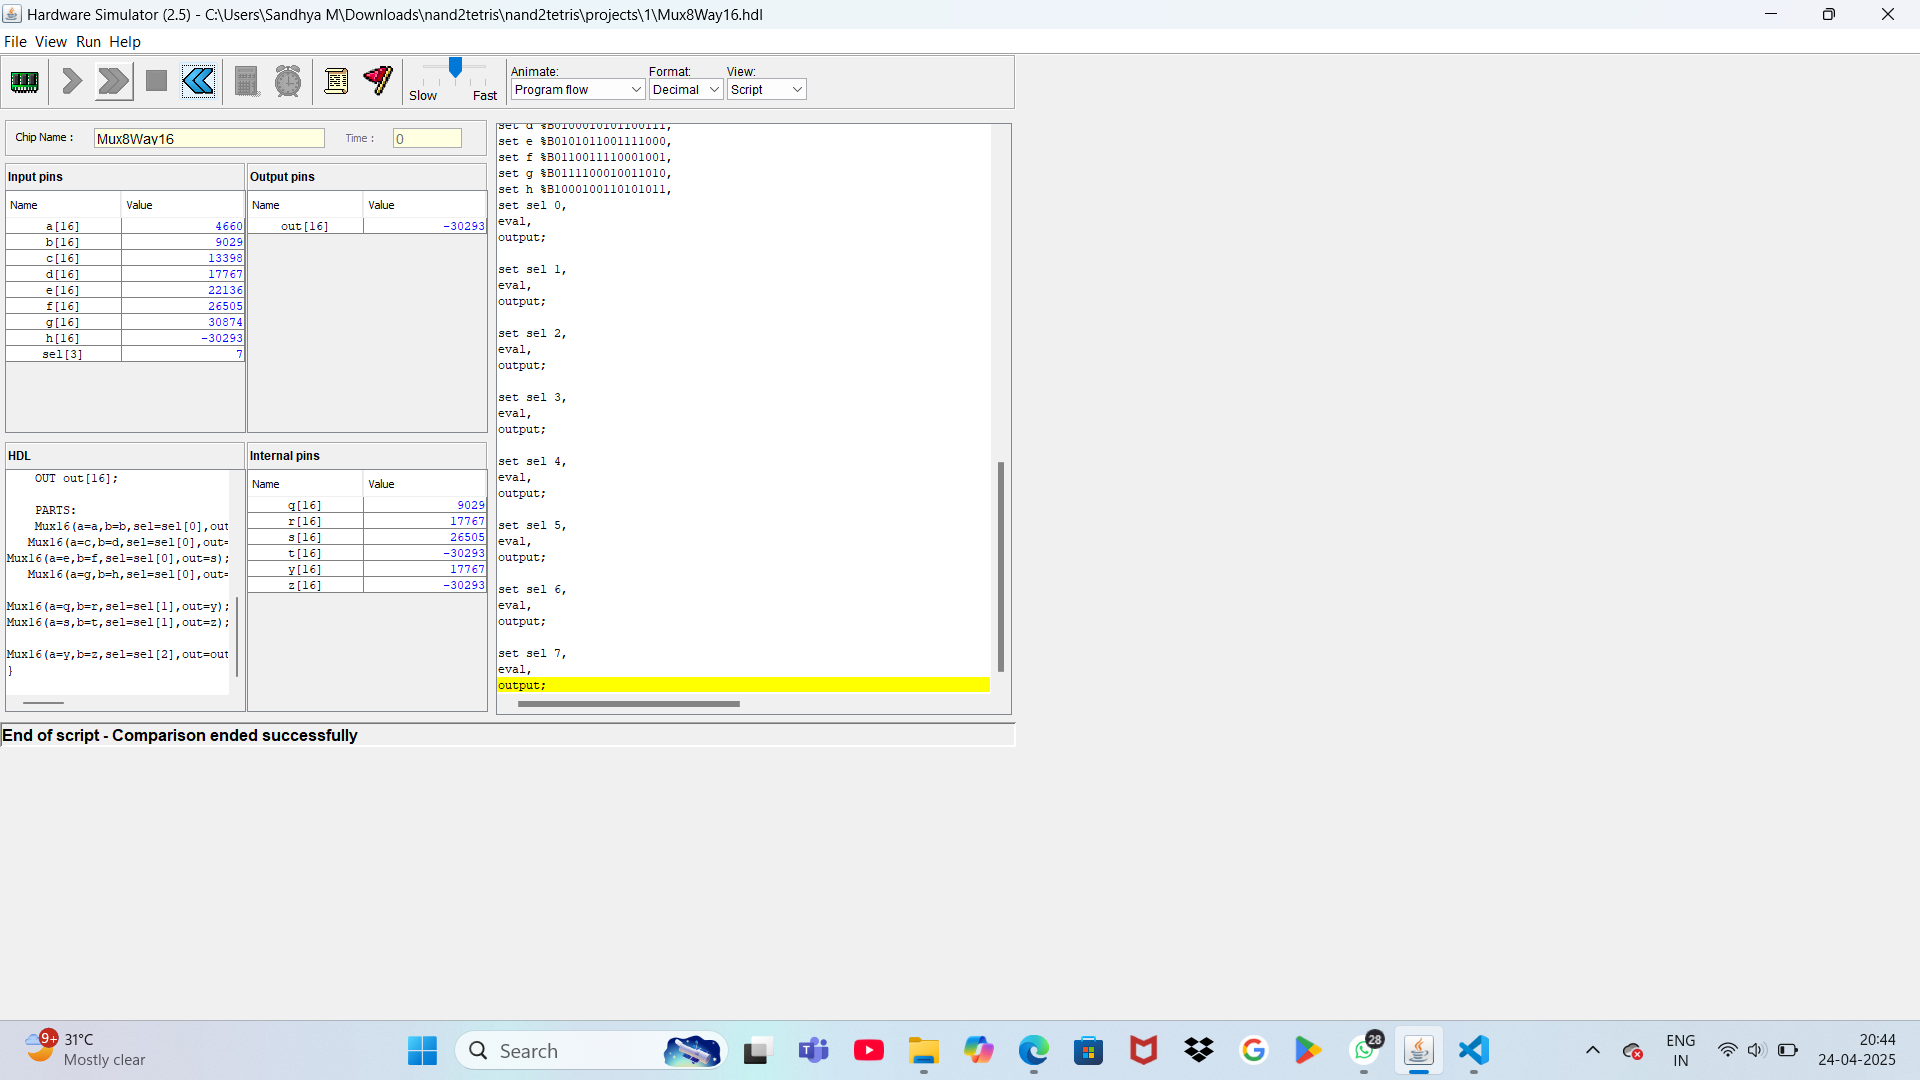 Hardware Simulator (2.5) - C:\Users\Sandhya M\Downloads\nand2tetris\nand2tetris\projects\1\Mux8Way16.hdl
File View Run Help
Slow Fast
Animate: Format: View:
Program flow Decimal Script
Chip Name : Mux8Way16 Time : 0
Input pins
Name Value
a[16] 4660
b[16] 9029
c[16] 13398
d[16] 17767
e[16] 22136
f[16] 26505
g[16] 30874
h[16] -30293
sel[3] 7
Output pins
Name Value
out[16] -30293
HDL
OUT out[16];
PARTS:
Mux16(a=a,b=b,sel=sel[0],out
Mux16(a=c,b=d,sel=sel[0],out=
Mux16(a=e,b=f,sel=sel[0],out=s);
Mux16(a=g,b=h,sel=sel[0],out=
Mux16(a=q,b=r,sel=sel[1],out=y);
Mux16(a=s,b=t,sel=sel[1],out=z);
Mux16(a=y,b=z,sel=sel[2],out=out
}
Internal pins
Name Value
q[16] 9029
r[16] 17767
s[16] 26505
t[16] -30293
y[16] 17767
z[16] -30293
set d %B0100010101100111,
set e %B0101011001111000,
set f %B0110011110001001,
set g %B0111100010011010,
set h %B1000100110101011,
set sel 0,
eval,
output;
set sel 1,
eval,
output;
set sel 2,
eval,
output;
set sel 3,
eval,
output;
set sel 4,
eval,
output;
set sel 5,
eval,
output;
set sel 6,
eval,
output;
set sel 7,
eval,
output;
End of script - Comparison ended successfully
9+
31°C
Mostly clear
Search
28
ENG
IN
20:44
24-04-2025